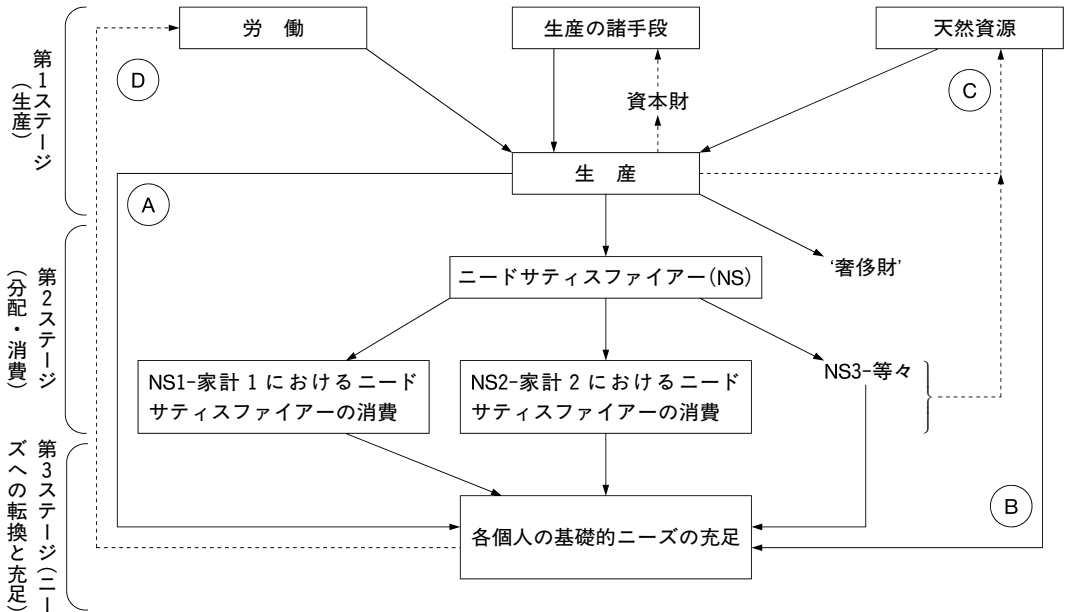 労　働
生産の諸手段
天然資源
第1ステージ
（生産）
D
資本財
C
生　産
A
第2ステージ
（分配・消費）
ニードサティスファイアー（NS）
‘奢侈財’
NS1-家計 1 におけるニード
サティスファイアーの消費
NS2-家計 2 におけるニード
サティスファイアーの消費
NS3-等々
第3ステージ（ニー
ズへの転換と充足）
各個人の基礎的ニーズの充足
B